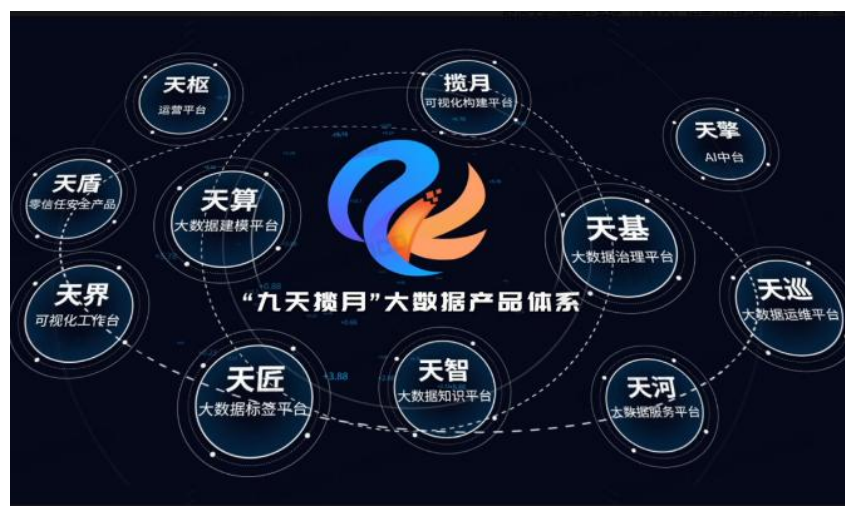 天枢
运营平台
揽月
可视化构建平台
天擎
AI中台
天盾
零信任安全产品
天算
大数据建模平台
天基
大数据治理平台
天界
可视化工作台
“九天揽月”大数据产品体系
天巡
大数据运维平台
天匠
大数据标签平台
+3.88
天智
大数据知识平台
天河
大数据服务平台